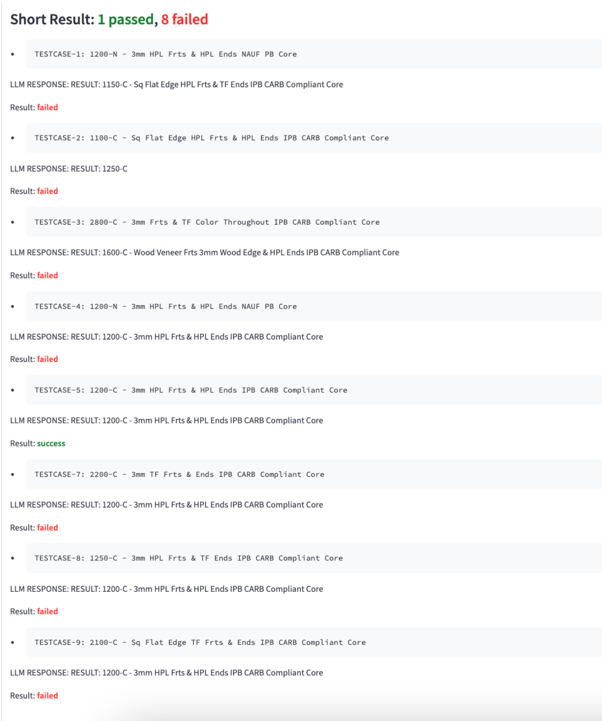 Short Result: 1 passed, 8 failed
• TESTCASE-1: 1200-N - 3mm HPL Frts & HPL Ends NAUF PB Core
LLM RESPONSE: RESULT: 1150-C - Sq Flat Edge HPL Frts & TF Ends IPB CARB Compliant Core
Result: failed
• TESTCASE-2: 1100-C - Sq Flat Edge HPL Frts & HPL Ends IPB CARB Compliant Core
LLM RESPONSE: RESULT: 1250-C
Result: failed
• TESTCASE-3: 2800-C - 3mm Frts & TF Color Throughout IPB CARB Compliant Core
LLM RESPONSE: RESULT: 1600-C - Wood Veneer Frts 3mm Wood Edge & HPL Ends IPB CARB Compliant Core
Result: failed
• TESTCASE-4: 1200-N - 3mm HPL Frts & HPL Ends NAUF PB Core
LLM RESPONSE: RESULT: 1200-C - 3mm HPL Frts & HPL Ends IPB CARB Compliant Core
Result: failed
• TESTCASE-5: 1200-C - 3mm HPL Frts & HPL Ends IPB CARB Compliant Core
LLM RESPONSE: RESULT: 1200-C - 3mm HPL Frts & HPL Ends IPB CARB Compliant Core
Result: success
• TESTCASE-7: 2200-C - 3mm TF Frts & Ends IPB CARB Compliant Core
LLM RESPONSE: RESULT: 1200-C - 3mm HPL Frts & HPL Ends IPB CARB Compliant Core
Result: failed
• TESTCASE-8: 1250-C - 3mm HPL Frts & TF Ends IPB CARB Compliant Core
LLM RESPONSE: RESULT: 1200-C - 3mm HPL Frts & HPL Ends IPB CARB Compliant Core
Result: failed
• TESTCASE-9: 2100-C - Sq Flat Edge TF Frts & Ends IPB CARB Compliant Core
LLM RESPONSE: RESULT: 1200-C - 3mm HPL Frts & HPL Ends IPB CARB Compliant Core
Result: failed